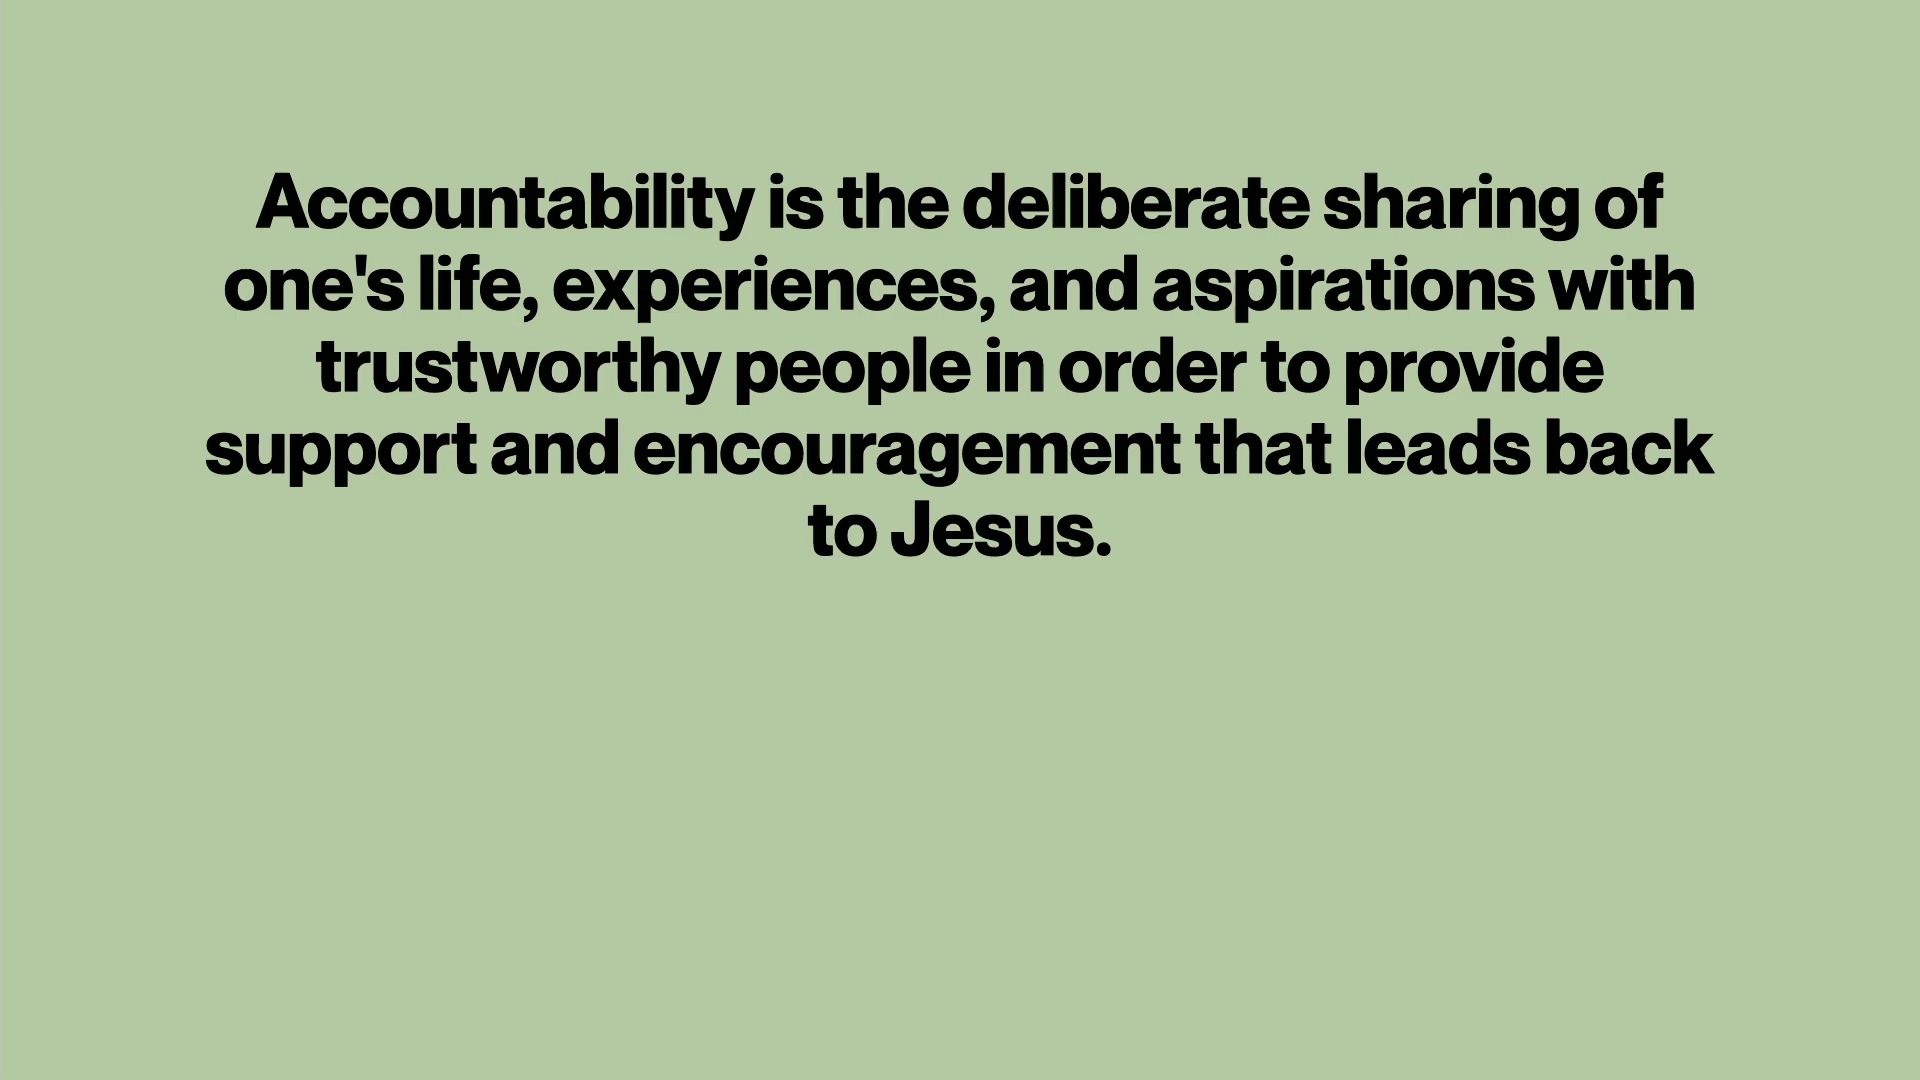 Accountability is the deliberate sharing of
one's life, experiences, and aspirations with
trustworthy people in order to provide
support and encouragement that leads back
to Jesus.